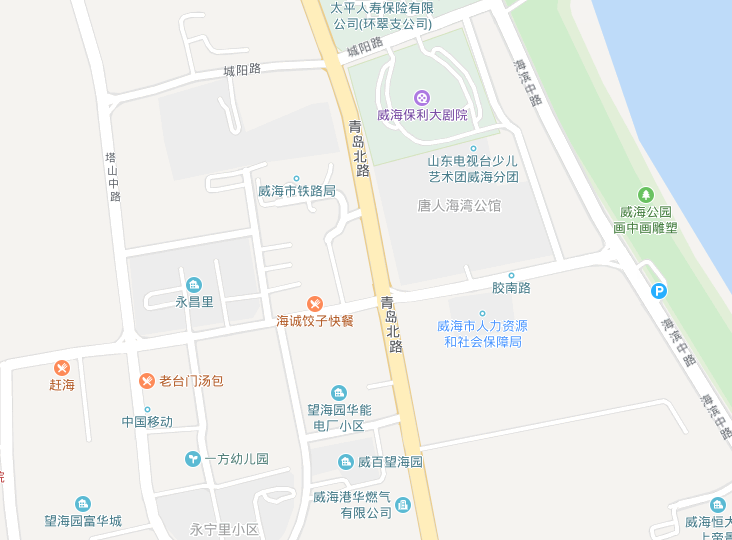 太平人寿保险有限
公司(环翠支公司)
城阳路
城阳路
海滨中路
威海保利大剧院
青岛北路
山东电视台少儿
艺术团威海分团
塔山中路
威海市铁路局
唐人海湾公馆
威海公园
画中画雕塑
永昌里
胶南路
P
海诚饺子快餐
青岛北路
威海市人力资源
和社会保障局
海滨中路
赶海
老台门汤包
海滨中路
中国移动
望海园华能
电厂小区
一方幼儿园
威百望海园
院
望海园富华城
威海港华燃气
有限公司
永宁里小区
威海恒大
上帝景